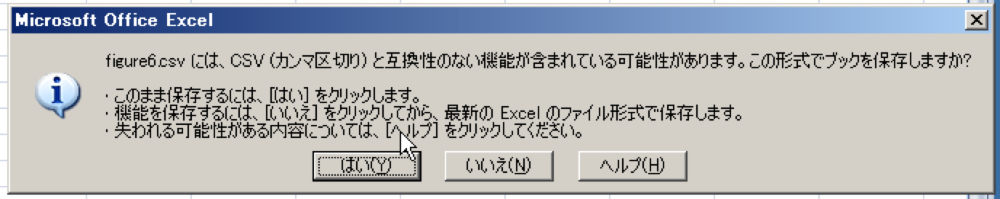 Microsoft Office Excel
figure6.csv には、CSV (カンマ区切り) と互換性のない機能が含まれている可能性があります。この形式でブックを保存しますか?
・このまま保存するには、[はい] をクリックします。
・機能を保存するには、[いいえ] をクリックしてから、最新の Excel のファイル形式で保存します。
・失われる可能性がある内容については、[ヘルプ] をクリックしてください。
はい(Y) いいえ(N) ヘルプ(H)